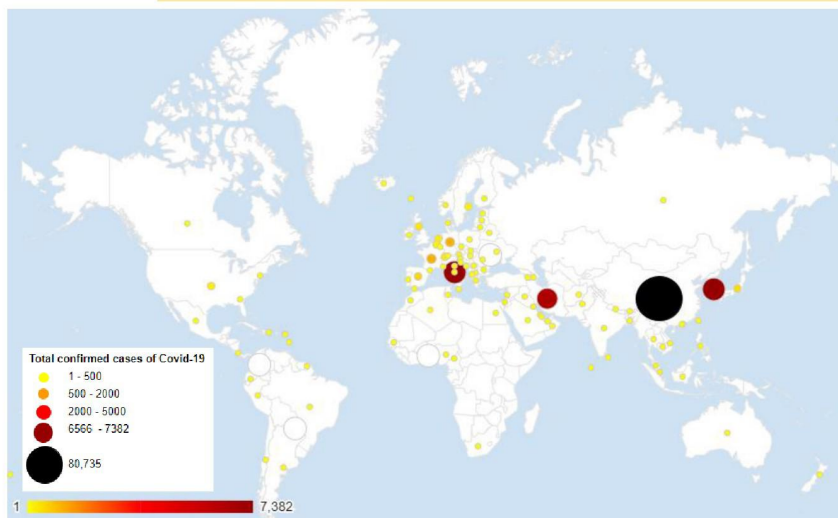 Total confirmed cases of Covid-19
1 - 500
500 - 2000
2000 - 5000
6566 - 7382
80,735
1 7,382